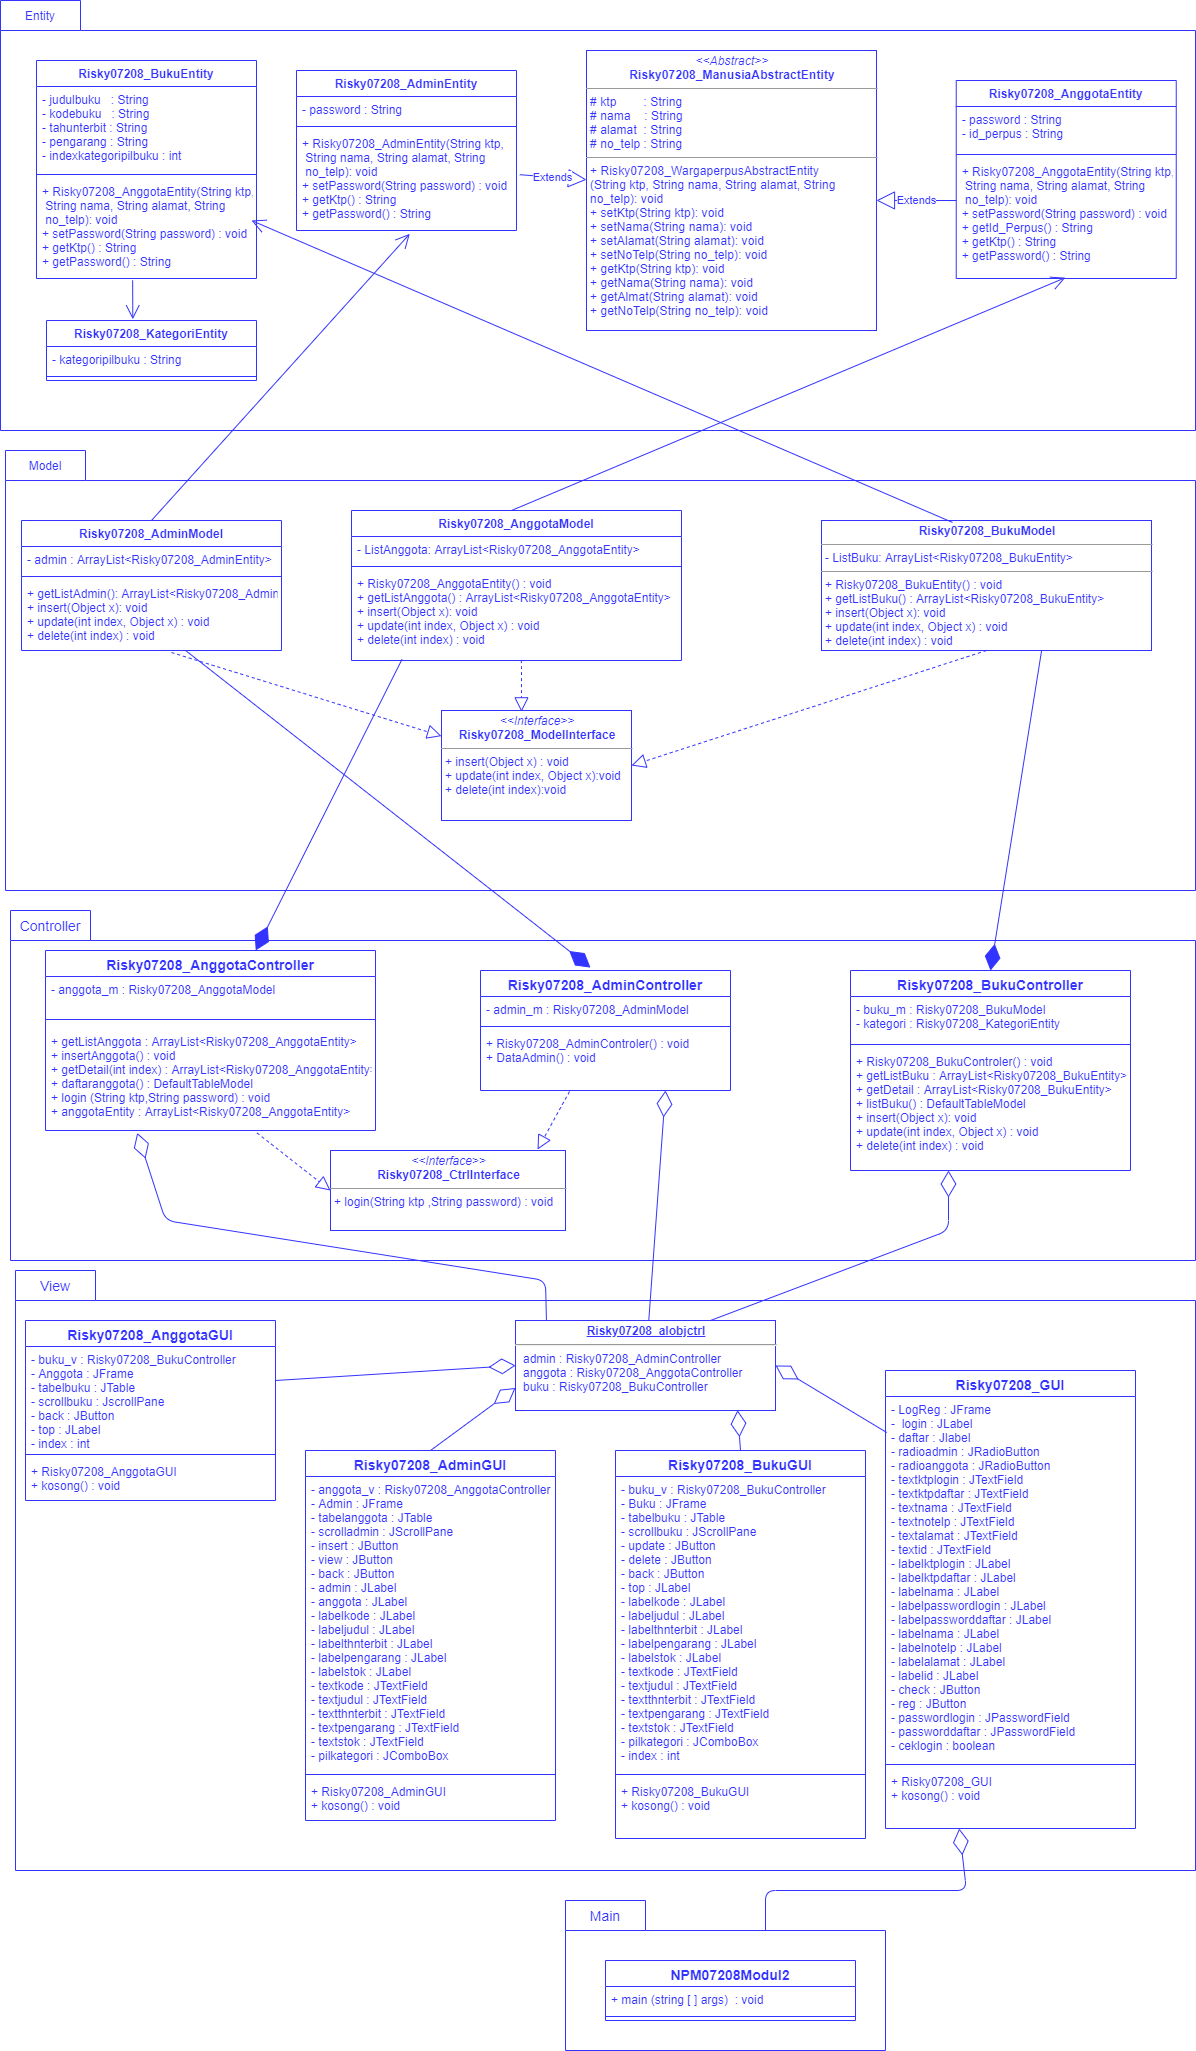 Entity
Risky07208_BukuEntity
- judulbuku : String
- kodebuku : String
- tahunterbit : String
- pengarang : String
- indexkategoripilbuku : int
+ Risky07208_AnggotaEntity(String ktp,
String nama, String alamat, String
no_telp): void
+ setPassword(String password) : void
+ getKtp() : String
+ getPassword() : String
Risky07208_KategoriEntity
- kategoripilbuku : String
Risky07208_AdminEntity
- password : String
+ Risky07208_AdminEntity(String ktp,
String nama, String alamat, String
no_telp): void
+ setPassword(String password) : void
+ getKtp() : String
+ getPassword() : String
Extends
<<Abstract>>
Risky07208_ManusiaAbstractEntity
# ktp : String
# nama : String
# alamat : String
# no_telp : String
+ Risky07208_WargaperpusAbstractEntity
(String ktp, String nama, String alamat, String
no_telp): void
+ setKtp(String ktp): void
+ setNama(String nama): void
+ setAlamat(String alamat): void
+ setNoTelp(String no_telp): void
+ getKtp(String ktp): void
+ getNama(String nama): void
+ getAlmat(String alamat): void
+ getNoTelp(String no_telp): void
Extends
Risky07208_AnggotaEntity
- password : String
- id_perpus : String
+ Risky07208_AnggotaEntity(String ktp,
String nama, String alamat, String
no_telp): void
+ setPassword(String password) : void
+ getId_Perpus() : String
+ getKtp() : String
+ getPassword() : String
Model
Risky07208_AdminModel
- admin : ArrayList<Risky07208_AdminEntity>
+ getListAdmin(): ArrayList<Risky07208_Admin
+ insert(Object x): void
+ update(int index, Object x) : void
+ delete(int index) : void
Risky07208_AnggotaModel
- ListAnggota: ArrayList<Risky07208_AnggotaEntity>
+ Risky07208_AnggotaEntity() : void
+ getListAnggota() : ArrayList<Risky07208_AnggotaEntity>
+ insert(Object x): void
+ update(int index, Object x) : void
+ delete(int index) : void
Risky07208_BukuModel
- ListBuku: ArrayList<Risky07208_BukuEntity>
+ Risky07208_BukuEntity() : void
+ getListBuku() : ArrayList<Risky07208_BukuEntity>
+ insert(Object x): void
+ update(int index, Object x) : void
+ delete(int index) : void
<<Interface>>
Risky07208_ModelInterface
+ insert(Object x) : void
+ update(int index, Object x):void
+ delete(int index):void
Controller
Risky07208_AnggotaController
- anggota_m : Risky07208_AnggotaModel
+ getListAnggota : ArrayList<Risky07208_AnggotaEntity>
+ insertAnggota() : void
+ getDetail(int index) : ArrayList<Risky07208_AnggotaEntity>
+ daftaranggota() : DefaultTableModel
+ login (String ktp,String password) : void
+ anggotaEntity : ArrayList<Risky07208_AnggotaEntity>
Risky07208_AdminController
- admin_m : Risky07208_AdminModel
+ Risky07208_AdminControler() : void
+ DataAdmin() : void
Risky07208_BukuController
- buku_m : Risky07208_BukuModel
- kategori : Risky07208_KategoriEntity
+ Risky07208_BukuControler() : void
+ getListBuku : ArrayList<Risky07208_BukuEntity>
+ getDetail : ArrayList<Risky07208_BukuEntity>
+ listBuku() : DefaultTableModel
+ insert(Object x): void
+ update(int index, Object x) : void
+ delete(int index) : void
<<Interface>>
Risky07208_CtrlInterface
+ login(String ktp ,String password) : void
View
Risky07208_AnggotaGUI
- buku_v : Risky07208_BukuController
- Anggota : JFrame
- tabelbuku : JTable
- scrollbuku : JscrollPane
- back : JButton
- top : JLabel
- index : int
+ Risky07208_AnggotaGUI
+ kosong() : void
Risky07208_alobjctrl
admin : Risky07208_AdminController
anggota : Risky07208_AnggotaController
buku : Risky07208_BukuController
Risky07208_AdminGUI
- anggota_v : Risky07208_AnggotaController
- Admin : JFrame
- tabelanggota : JTable
- scrolladmin : JScrollPane
- insert : JButton
- view : JButton
- back : JButton
- admin : JLabel
- anggota : JLabel
- labelkode : JLabel
- labeljudul : JLabel
- labelthnterbit : JLabel
- labelpengarang : JLabel
- labelstok : JLabel
- textkode : JTextField
- textjudul : JTextField
- textthnterbit : JTextField
- textpengarang : JTextField
- textstok : JTextField
- pilkategori : JComboBox
+ Risky07208_AdminGUI
+ kosong() : void
Risky07208_BukuGUI
- buku_v : Risky07208_BukuController
- Buku : JFrame
- tabelbuku : JTable
- scrollbuku : JScrollPane
- update : JButton
- delete : JButton
- back : JButton
- top : JLabel
- labelkode : JLabel
- labeljudul : JLabel
- labelthnterbit : JLabel
- labelpengarang : JLabel
- labelstok : JLabel
- textkode : JTextField
- textjudul : JTextField
- textthnterbit : JTextField
- textpengarang : JTextField
- textstok : JTextField
- pilkategori : JComboBox
- index : int
+ Risky07208_BukuGUI
+ kosong() : void
Risky07208_GUI
- LogReg : JFrame
- login : JLabel
- daftar : Jlabel
- radioadmin : JRadioButton
- radioanggota : JRadioButton
- textktplogin : JTextField
- textktpdaftar : JTextField
- textnama : JTextField
- textnotelp : JTextField
- textalamat : JTextField
- textid : JTextField
- labelktplogin : JLabel
- labelktpdaftar : JLabel
- labelnama : JLabel
- labelpasswordlogin : JLabel
- labelpassworddaftar : JLabel
- labelnama : JLabel
- labelnotelp : JLabel
- labelalamat : JLabel
- labelid : JLabel
- check : JButton
- reg : JButton
- passwordlogin : JPasswordField
- passworddaftar : JPasswordField
- ceklogin : boolean
+ Risky07208_GUI
+ kosong() : void
Main
NPM07208Modul2
+ main (string [ ] args) : void